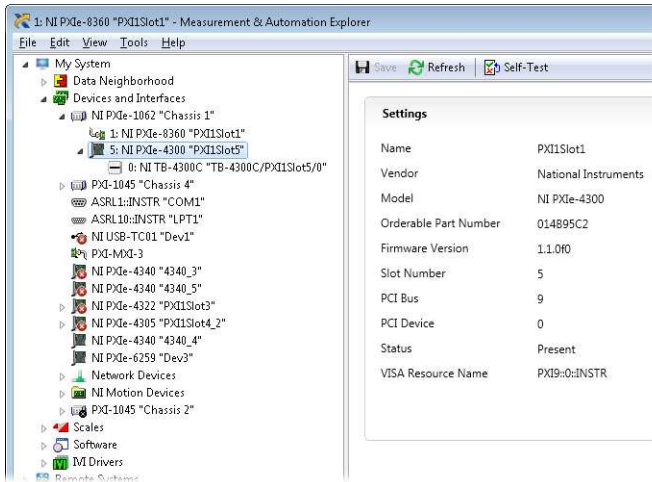 1: NI PXIe-8360 "PXI1Slot1" - Measurement & Automation Explorer
File Edit View Tools Help
My System
Data Neighborhood
Devices and Interfaces
NI PXIe-1062 "Chassis 1"
1: NI PXIe-8360 "PXI1Slot1"
5: NI PXIe-4300 "PXI1Slot5"
0: NI TB-4300C "TB-4300C/PXI1Slot5/0"
PXI-1045 "Chassis 4"
ASRL1::INSTR "COM1"
ASRL10::INSTR "LPT1"
NI USB-TC01 "Dev1"
PXI-MXI-3
NI PXIe-4340 "4340_3"
NI PXIe-4340 "4340_5"
NI PXIe-4322 "PXI1Slot3"
NI PXIe-4305 "PXI1Slot4_2"
NI PXIe-4340 "4340_4"
NI PXIe-6259 "Dev3"
Network Devices
NI Motion Devices
PXI-1045 "Chassis 2"
Scales
Software
IVI Drivers
Remote Systems
Save Refresh Self-Test
Settings
Name PXI1Slot1
Vendor National Instruments
Model NI PXIe-4300
Orderable Part Number 014B95C2
Firmware Version 1.1.0f0
Slot Number 5
PCI Bus 9
PCI Device 0
Status Present
VISA Resource Name PXI9::0::INSTR